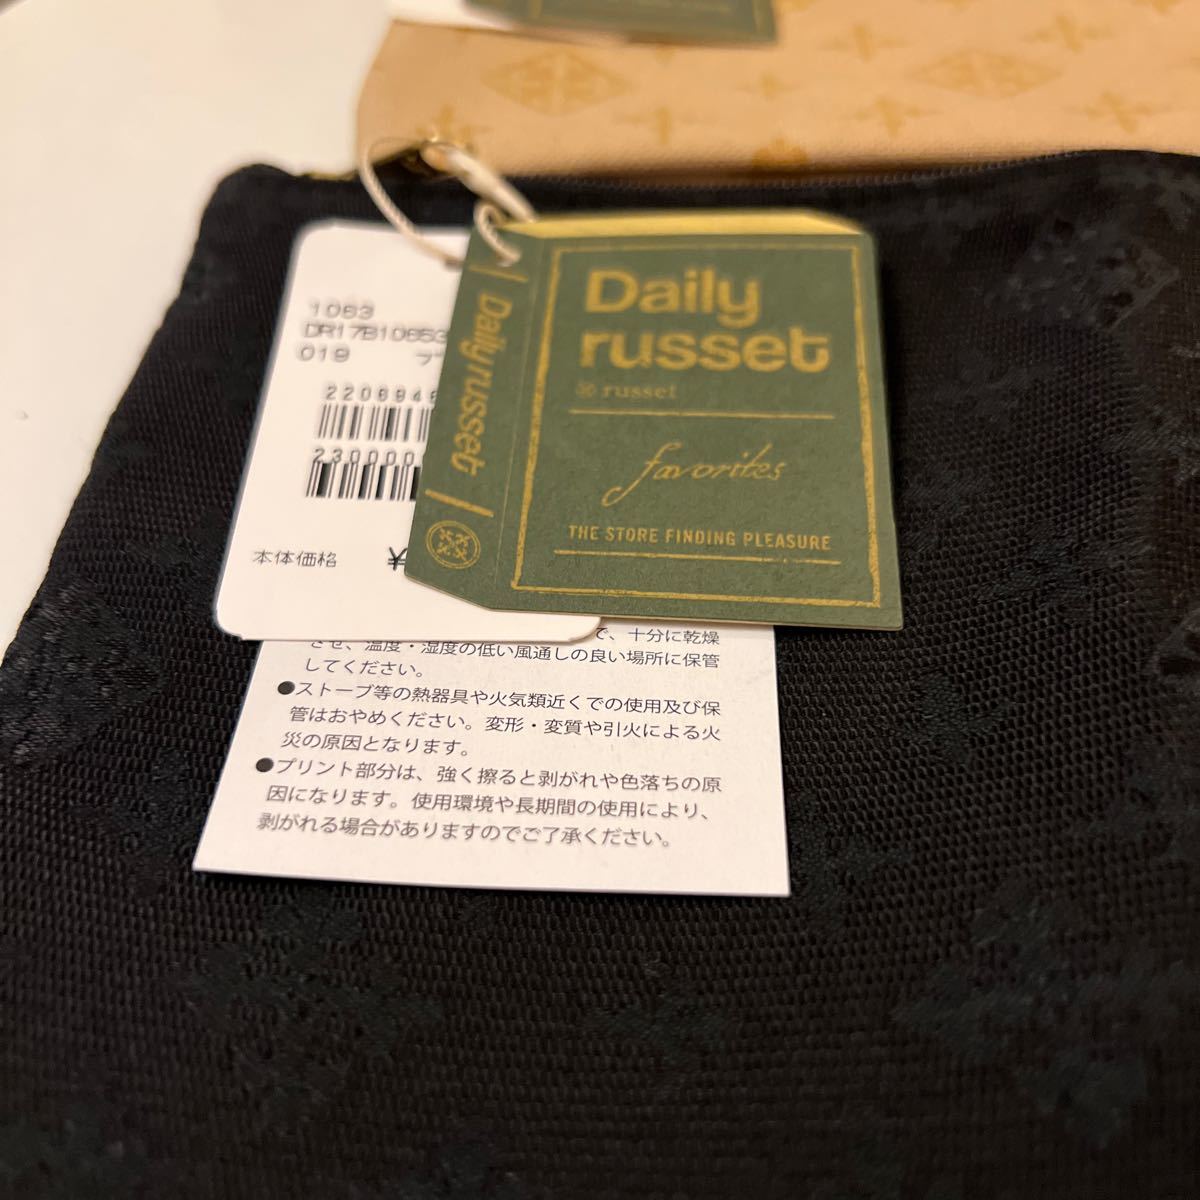 1063
DR17B10653
019
2206946
230000
本体価格 ¥
Daily russet
Daily
russet
russet
favorites
THE STORE FINDING PLEASURE
で、十分に乾燥
させ、温度・湿度の低い風通しの良い場所に保管
してください。
●ストーブ等の熱器具や火気類近くでの使用及び保
管はおやめください。変形・変質や引火による火
災の原因となります。
●プリント部分は、強く擦ると剥がれや色落ちの原
因になります。使用環境や長期間の使用により、
剥がれる場合がありますのでご了承ください。